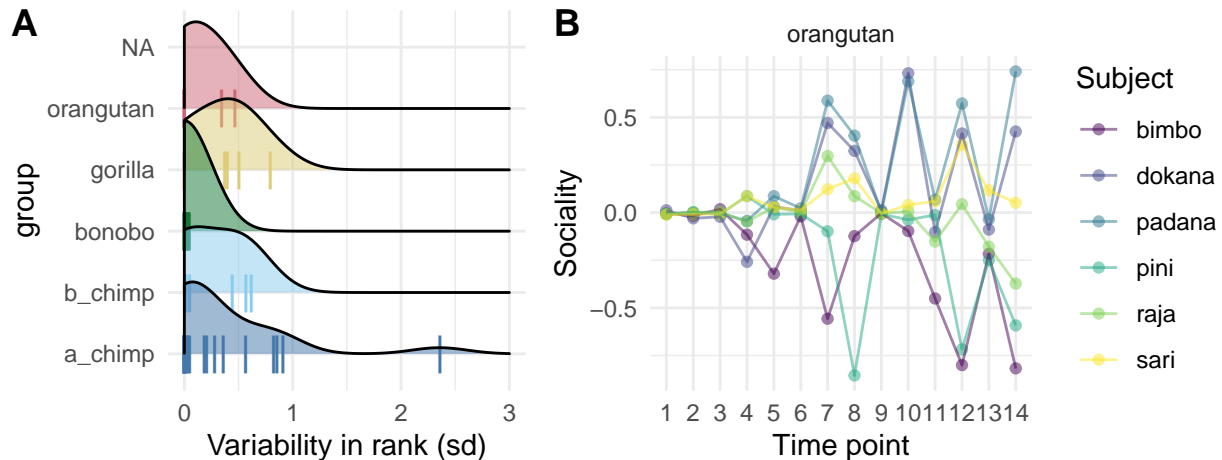 A
NA
orangutan
gorilla
bonobo
b_chimp
a_chimp
group
0 1 2 3
Variability in rank (sd)
B
orangutan
0.5
0.0
−0.5
Sociality
1 2 3 4 5 6 7 8 9 10 11 12 13 14
Time point
Subject
bimbo
dokana
padana
pini
raja
sari